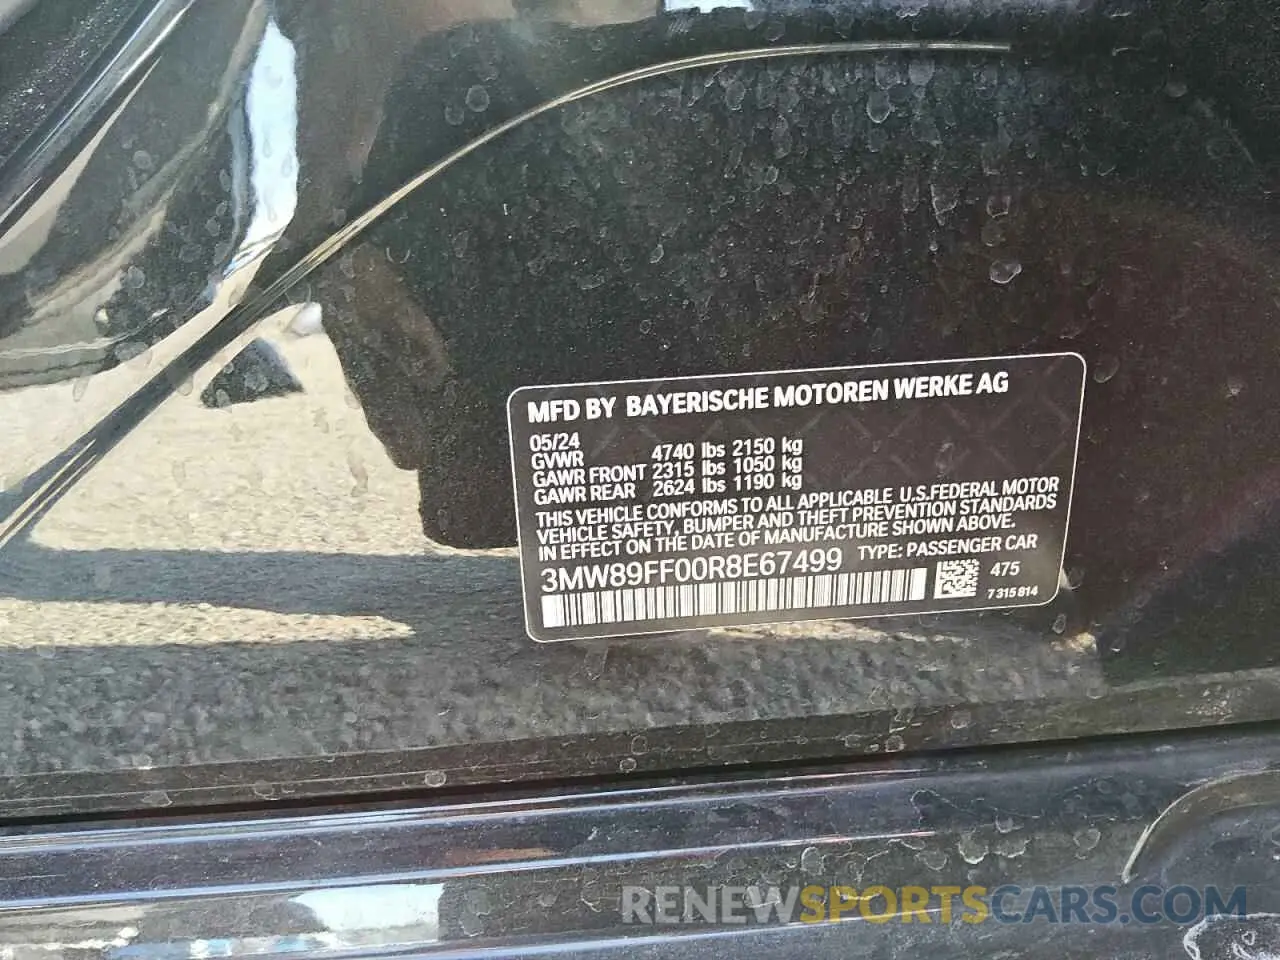 MFD BY BAYERISCHE MOTOREN WERKE AG
05/24
GVWR 4740 lbs 2150 kg
GAWR FRONT 2315 lbs 1050 kg
GAWR REAR 2624 lbs 1190 kg
THIS VEHICLE CONFORMS TO ALL APPLICABLE U.S.FEDERAL MOTOR
VEHICLE SAFETY, BUMPER AND THEFT PREVENTION STANDARDS
IN EFFECT ON THE DATE OF MANUFACTURE SHOWN ABOVE.
3MW89FF00R8E67499 TYPE: PASSENGER CAR
475
7 315 814
RENEWSPORTSCARS.COM